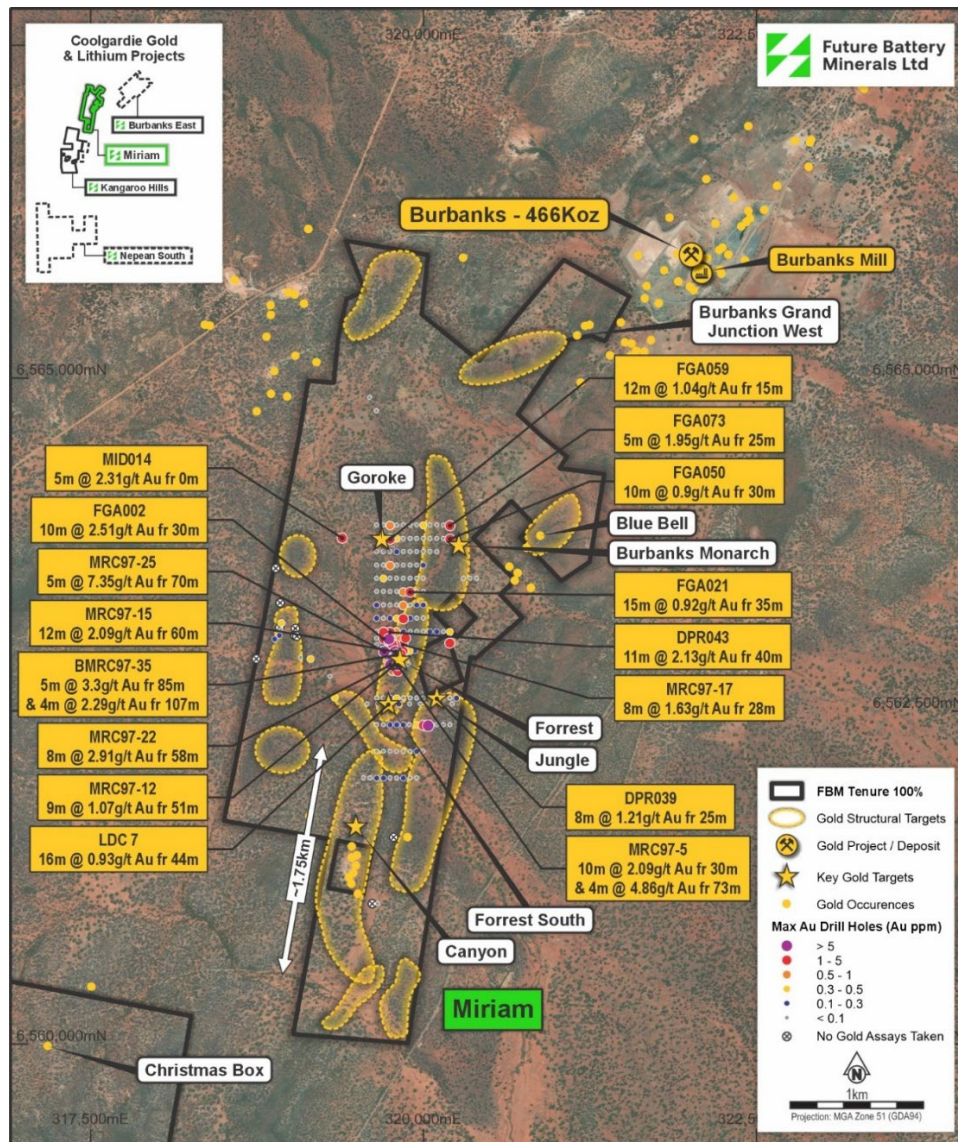 Coolgardie Gold
& Lithium Projects
Burbanks East
Miriam
Kangaroo Hills
Nepean South
320,000mE
322,5
Future Battery
Minerals Ltd
Burbanks - 466Koz
Burbanks Mill
Burbanks Grand
Junction West
6,565,000mN
6,565,000mN
FGA059
12m @ 1.04g/t Au fr 15m
FGA073
5m @ 1.95g/t Au fr 25m
FGA050
10m @ 0.9g/t Au fr 30m
MID014
5m @ 2.31g/t Au fr 0m
FGA002
10m @ 2.51g/t Au fr 30m
MRC97-25
5m @ 7.35g/t Au fr 70m
MRC97-15
12m @ 2.09g/t Au fr 60m
BMRC97-35
5m @ 3.3g/t Au fr 85m
& 4m @ 2.29g/t Au fr 107m
MRC97-22
8m @ 2.91g/t Au fr 58m
MRC97-12
9m @ 1.07g/t Au fr 51m
LDC 7
16m @ 0.93g/t Au fr 44m
Goroke
Blue Bell
Burbanks Monarch
FGA021
15m @ 0.92g/t Au fr 35m
DPR043
11m @ 2.13g/t Au fr 40m
MRC97-17
8m @ 1.63g/t Au fr 28m
6,562,500mN
Forrest
Jungle
DPR039
8m @ 1.21g/t Au fr 25m
MRC97-5
10m @ 2.09g/t Au fr 30m
& 4m @ 4.86g/t Au fr 73m
~1.75km
Forrest South
Canyon
Miriam
6,560,000mN
Christmas Box
317,500mE
320,000mE
322,5
FBM Tenure 100%
Gold Structural Targets
Gold Project / Deposit
Key Gold Targets
Gold Occurences
Max Au Drill Holes (Au ppm)
> 5
1 - 5
0.5 - 1
0.3 - 0.5
0.1 - 0.3
< 0.1
No Gold Assays Taken
N
1km
Projection: MGA Zone 51 (GDA94)